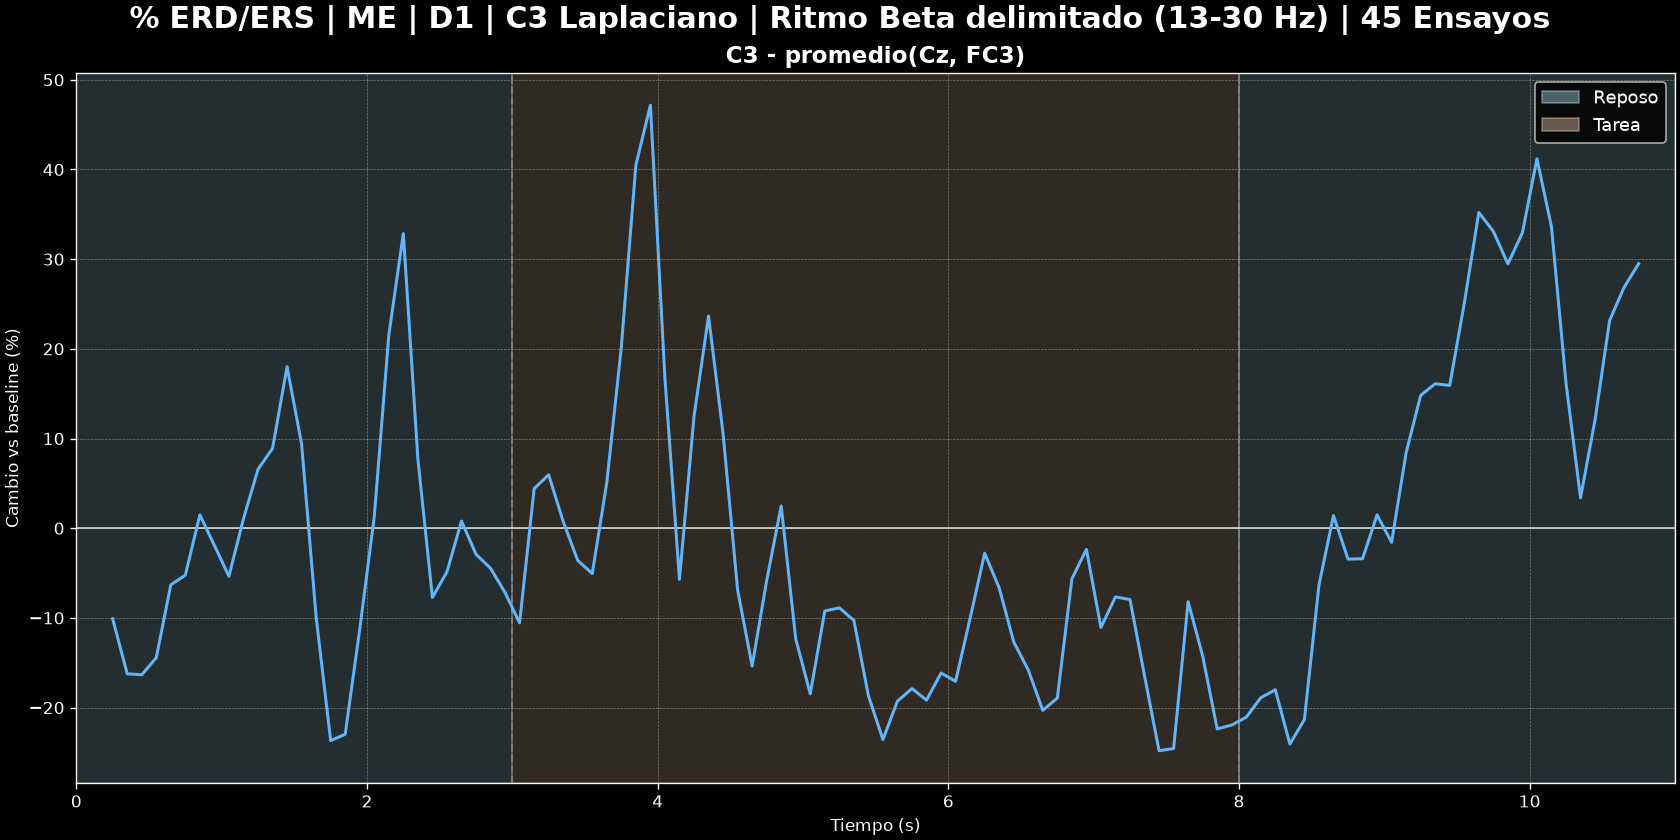 % ERD/ERS | ME | D1 | C3 Laplaciano | Ritmo Beta delimitado (13-30 Hz) | 45 Ensayos
C3 - promedio(Cz, FC3)
Cambio vs baseline (%)
50
40
30
20
10
0
−10
−20
Reposo
Tarea
0 2 4 6 8 10
Tiempo (s)